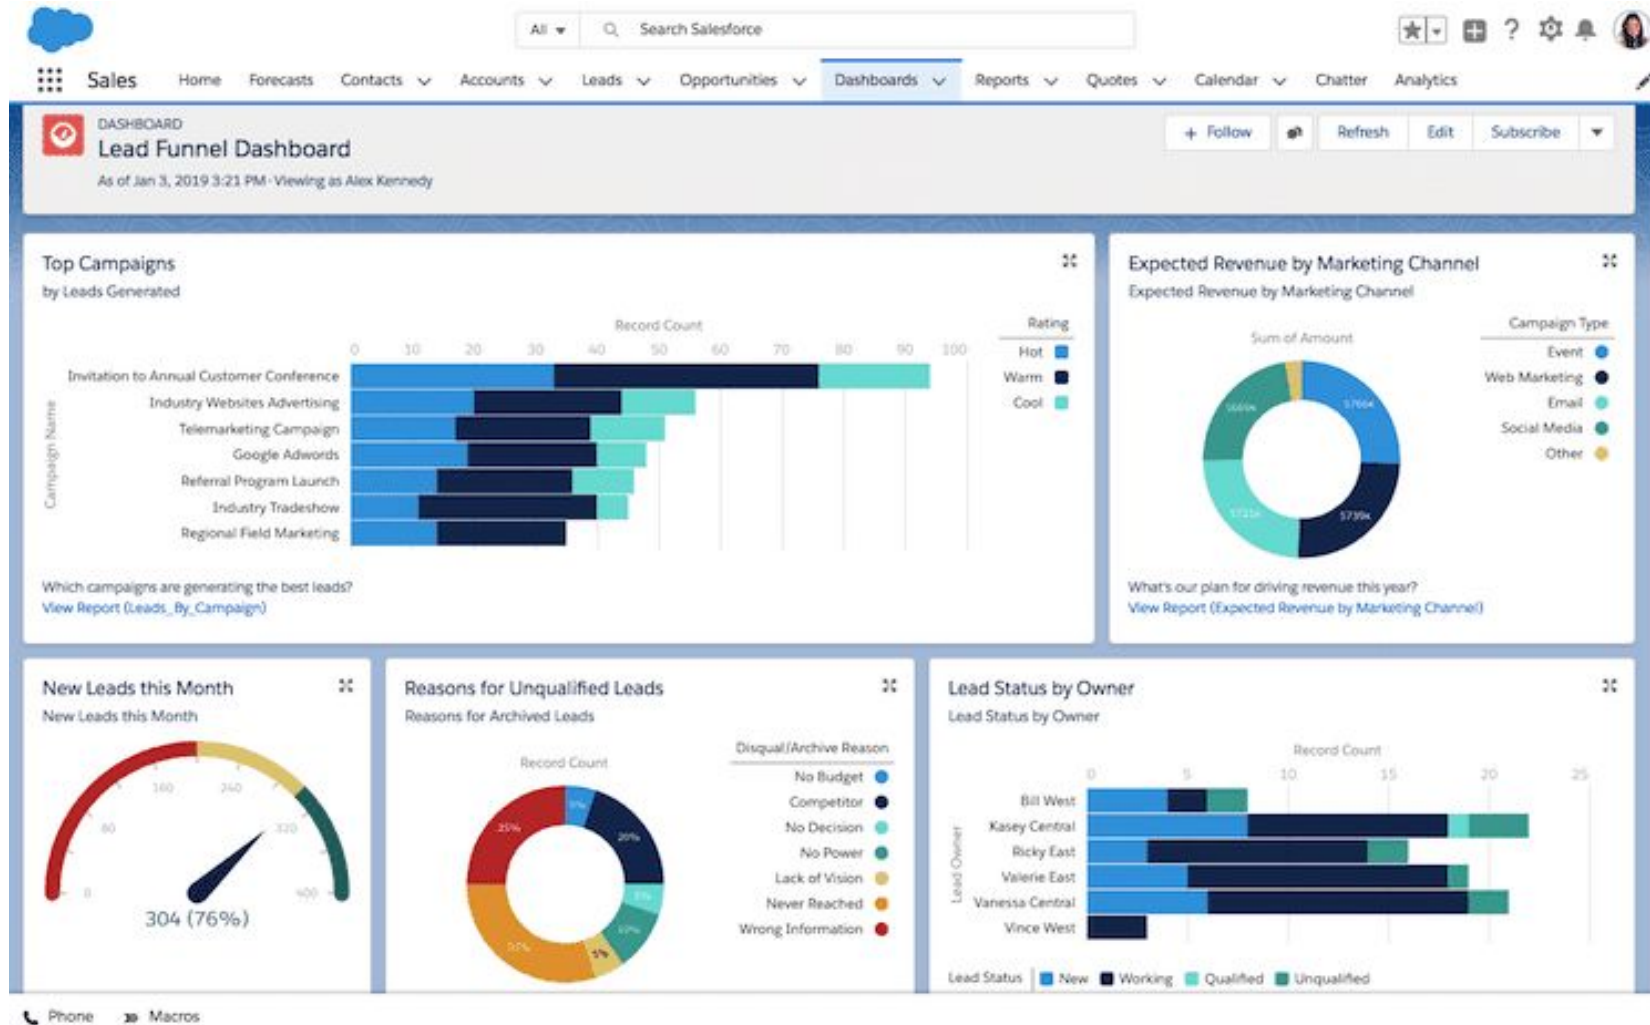 All
Search Salesforce
Sales Home Forecasts Contacts Accounts Leads Opportunities Dashboards Reports Quotes Calendar Chatter Analytics
DASHBOARD
Lead Funnel Dashboard
As of Jan 3, 2019 3:21 PM · Viewing as Alex Kennedy
+ Follow Refresh Edit Subscribe
Top Campaigns
by Leads Generated
Record Count
0 10 20 30 40 50 60 70 80 90 100
Campaign Name
Invitation to Annual Customer Conference
Industry Websites Advertising
Telemarketing Campaign
Google Adwords
Referral Program Launch
Industry Tradeshow
Regional Field Marketing
Rating
Hot
Warm
Cool
Which campaigns are generating the best leads?
View Report (Leads_By_Campaign)
Expected Revenue by Marketing Channel
Expected Revenue by Marketing Channel
Sum of Amount
5766K
5739K
Campaign Type
Event
Web Marketing
Email
Social Media
Other
What's our plan for driving revenue this year?
View Report (Expected Revenue by Marketing Channel)
New Leads this Month
New Leads this Month
160 240
80 320
0 400
304 (76%)
Reasons for Unqualified Leads
Reasons for Archived Leads
Record Count
5%
25% 20%
5%
10%
5%
Disqual/Archive Reason
No Budget
Competitor
No Decision
No Power
Lack of Vision
Never Reached
Wrong Information
Lead Status by Owner
Lead Status by Owner
Record Count
0 5 10 15 20 25
Lead Owner
Bill West
Kasey Central
Ricky East
Valerie East
Vanessa Central
Vince West
Lead Status New Working Qualified Unqualified
Phone Macros